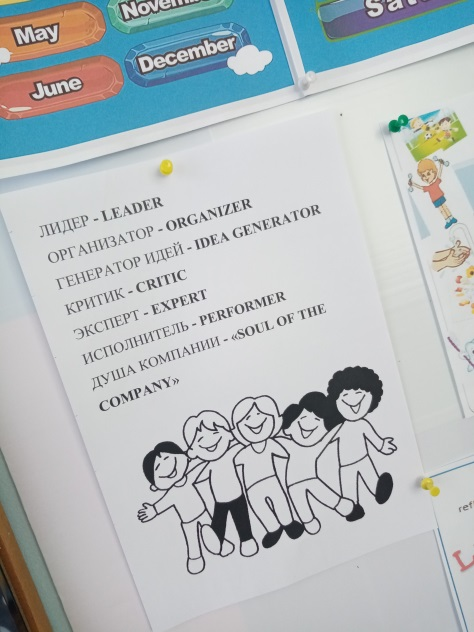 May
November
June
December
ЛИДЕР - LEADER
ОРГАНИЗАТОР - ORGANIZER
ГЕНЕРАТОР ИДЕЙ - IDEA GENERATOR
КРИТИК - CRITIC
ЭКСПЕРТ - EXPERT
ИСПОЛНИТЕЛЬ - PERFORMER
ДУША КОМПАНИИ - «SOUL OF THE
COMPANY»